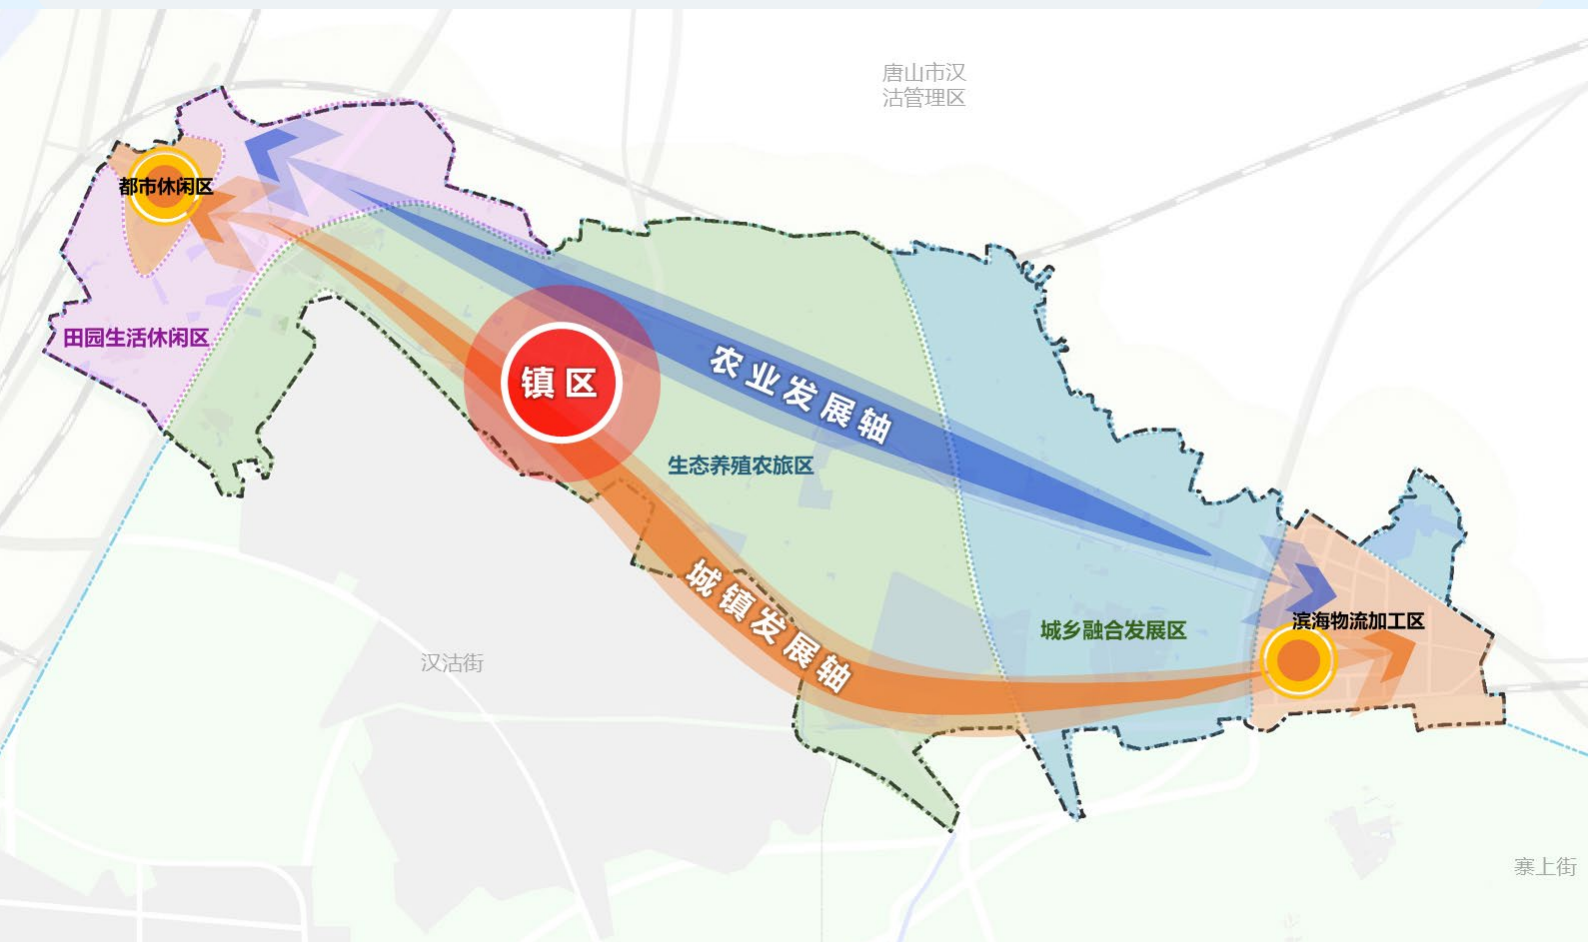 唐山市汉
沽管理区
都市休闲区
田园生活休闲区
镇区
农业发展轴
生态养殖农旅区
城镇发展轴
城乡融合发展区
滨海物流加工区
汉沽街
寨上街